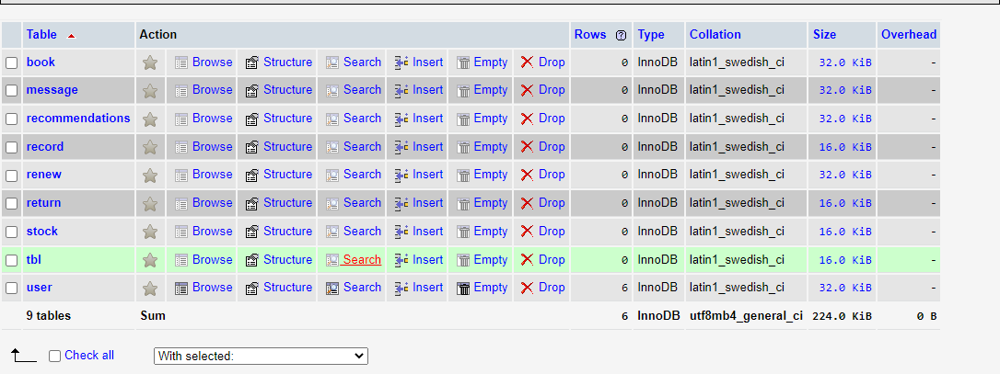 Table Action Rows Type Collation Size Overhead
book Browse Structure Search Insert Empty Drop 0 InnoDB latin1_swedish_ci 32.0 KiB -
message Browse Structure Search Insert Empty Drop 0 InnoDB latin1_swedish_ci 32.0 KiB -
recommendations Browse Structure Search Insert Empty Drop 0 InnoDB latin1_swedish_ci 32.0 KiB -
record Browse Structure Search Insert Empty Drop 0 InnoDB latin1_swedish_ci 16.0 KiB -
renew Browse Structure Search Insert Empty Drop 0 InnoDB latin1_swedish_ci 32.0 KiB -
return Browse Structure Search Insert Empty Drop 0 InnoDB latin1_swedish_ci 16.0 KiB -
stock Browse Structure Search Insert Empty Drop 0 InnoDB latin1_swedish_ci 16.0 KiB -
tbl Browse Structure Search Insert Empty Drop 0 InnoDB latin1_swedish_ci 16.0 KiB -
user Browse Structure Search Insert Empty Drop 6 InnoDB latin1_swedish_ci 32.0 KiB -
9 tables Sum 6 InnoDB utf8mb4_general_ci 224.0 KiB 0 B
Check all With selected: